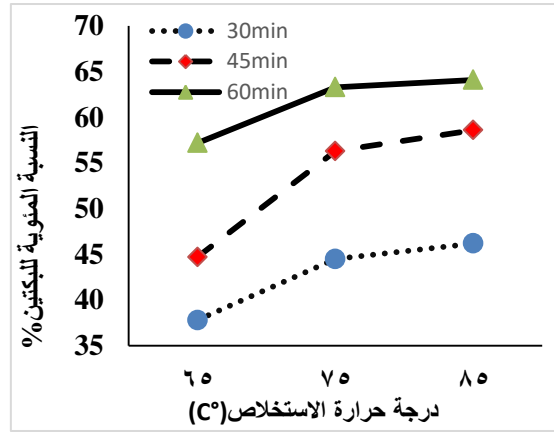 30min
45min
60min
70
65
60
55
50
45
40
35
النسبة المئوية للبكتين%
٦٥ ٧٥ ٨٥
درجة حرارة الاستخلاص(C°)